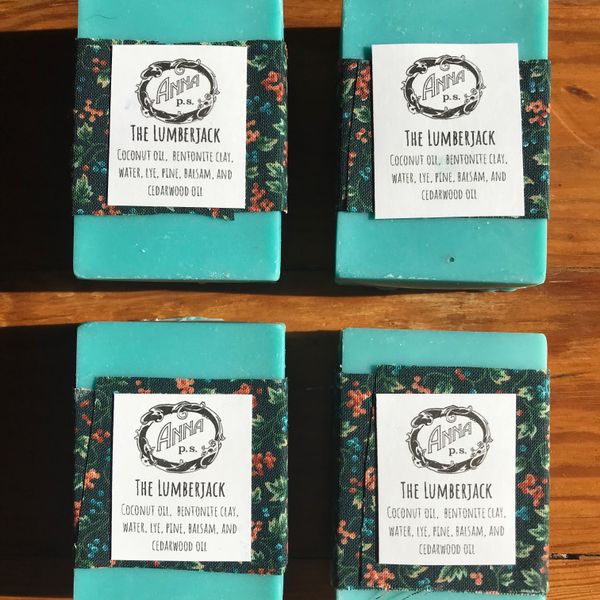 ANNA
p.s.
THE LUMBERJACK
COCONUT OIL, BENTONITE CLAY,
WATER, LYE, PINE, BALSAM, AND
CEDARWOOD OIL
ANNA
p.s.
THE LUMBERJACK
COCONUT OIL, BENTONITE CLAY,
WATER, LYE, PINE, BALSAM, AND
CEDARWOOD OIL
ANNA
p.s.
THE LUMBERJACK
COCONUT OIL, BENTONITE CLAY,
WATER, LYE, PINE, BALSAM, AND
CEDARWOOD OIL
ANNA
p.s.
THE LUMBERJACK
COCONUT OIL, BENTONITE CLAY,
WATER, LYE, PINE, BALSAM, AND
CEDARWOOD OIL